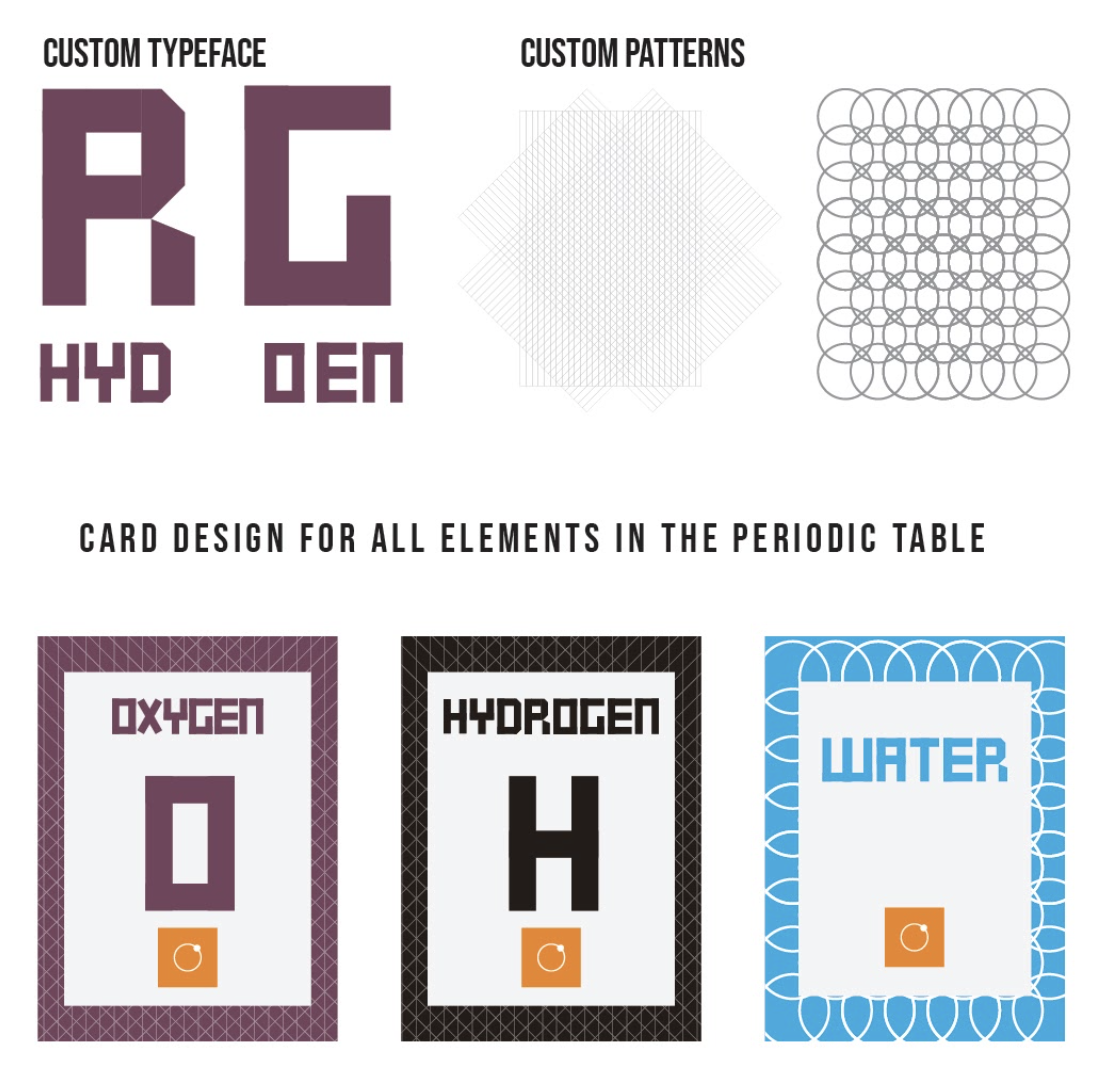 CUSTOM TYPEFACE
CUSTOM PATTERNS
RG
HYD OEN
CARD DESIGN FOR ALL ELEMENTS IN THE PERIODIC TABLE
OXYGEN
O
HYDROGEN
H
WATER